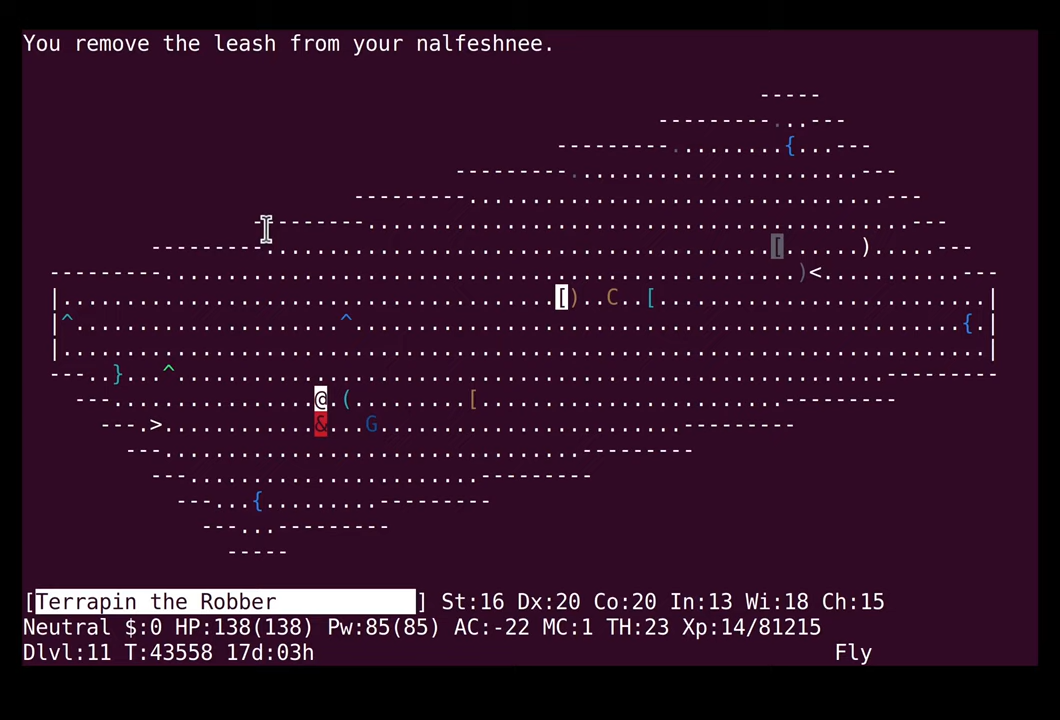 You remove the leash from your nalfeshnee.
-----
---------...---
---------.........{...---
---------.......................---
---------.................................---
---------...........................................---
---------........................................[......)......---
---------..................................................)<...........---
|.......................................[)..C..[..........................|
|^.....................^................................................{.|
|.........................................................................|
---..}...^........................................................---------
---................@.(.........[........................---------
---.>............&...G........................---------
---................................---------
---.......................---------
---...{.........---------
---...---------
-----
[Terrapin the Robber           ] St:16 Dx:20 Co:20 In:13 Wi:18 Ch:15
Neutral $:0 HP:138(138) Pw:85(85) AC:-22 MC:1 TH:23 Xp:14/81215
Dlvl:11 T:43558 17d:03h Fly